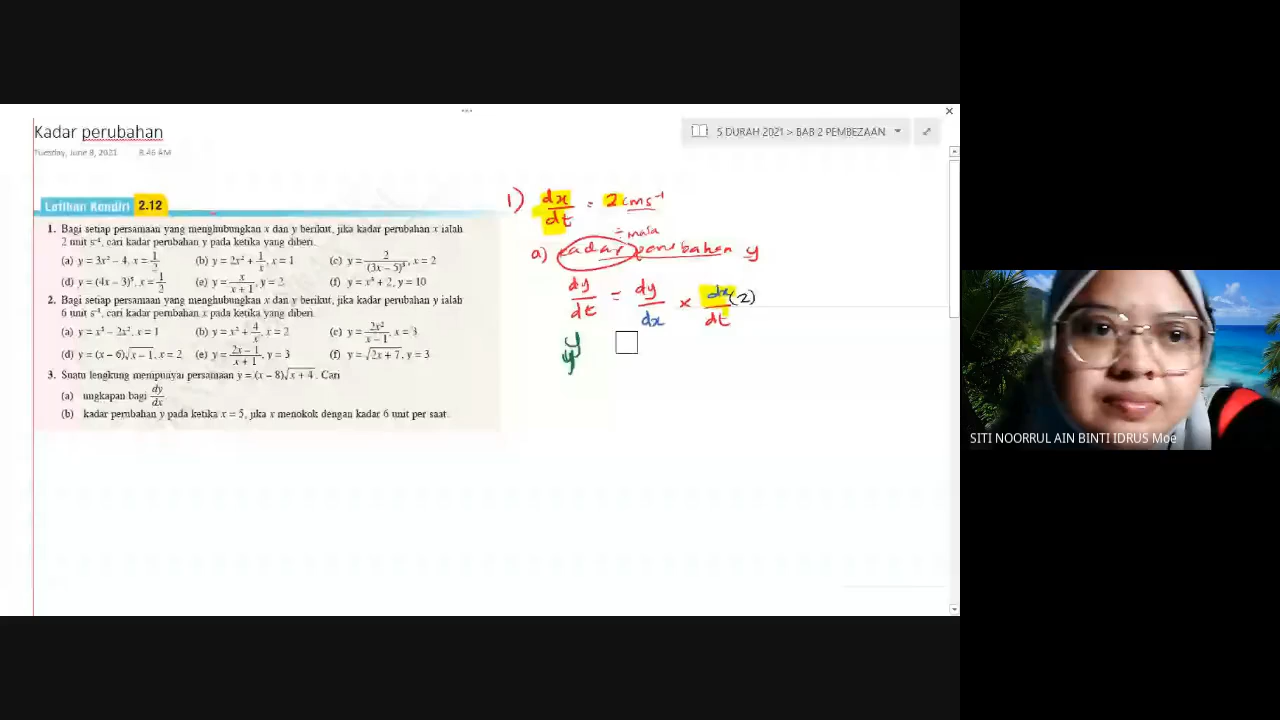 Kadar perubahan
5 DURAH 2021 > BAB 2 PEMBEZAAN
Tuesday, June 8, 2021 8:46 AM
Latihan Kendiri 2.12
1. Bagi setiap persamaan yang menghubungkan x dan y berikut, jika kadar perubahan x ialah
2 unit s⁻¹, cari kadar perubahan y pada ketika yang diberi.
(a) y = 3x² – 4, x = 1/2 (b) y = 2x² + 1/x, x = 1 (c) y = 2/(3x – 5)³, x = 2
(d) y = (4x – 3)⁵, x = 1/2 (e) y = x/(x + 1), y = 2 (f) y = x³ + 2, y = 10
2. Bagi setiap persamaan yang menghubungkan x dan y berikut, jika kadar perubahan y ialah
6 unit s⁻¹, cari kadar perubahan x pada ketika yang diberi.
(a) y = x³ – 2x², x = 1 (b) y = x² + 4/x, x = 2 (c) y = 2x²/(x – 1), x = 3
(d) y = (x – 6)√(x – 1), x = 2 (e) y = (2x – 1)/(x + 1), y = 3 (f) y = √(2x + 7), y = 3
3. Suatu lengkung mempunyai persamaan y = (x – 8)√(x + 4). Cari
(a) ungkapan bagi dy/dx
(b) kadar perubahan y pada ketika x = 5, jika x menokok dengan kadar 6 unit per saat.
1) dx/dt = 2 cms⁻¹
÷ masa
a) kadar perubahan y
dy/dt = dy/dx × dx/dt (2)
y
y
SITI NOORRUL AIN BINTI IDRUS Moe